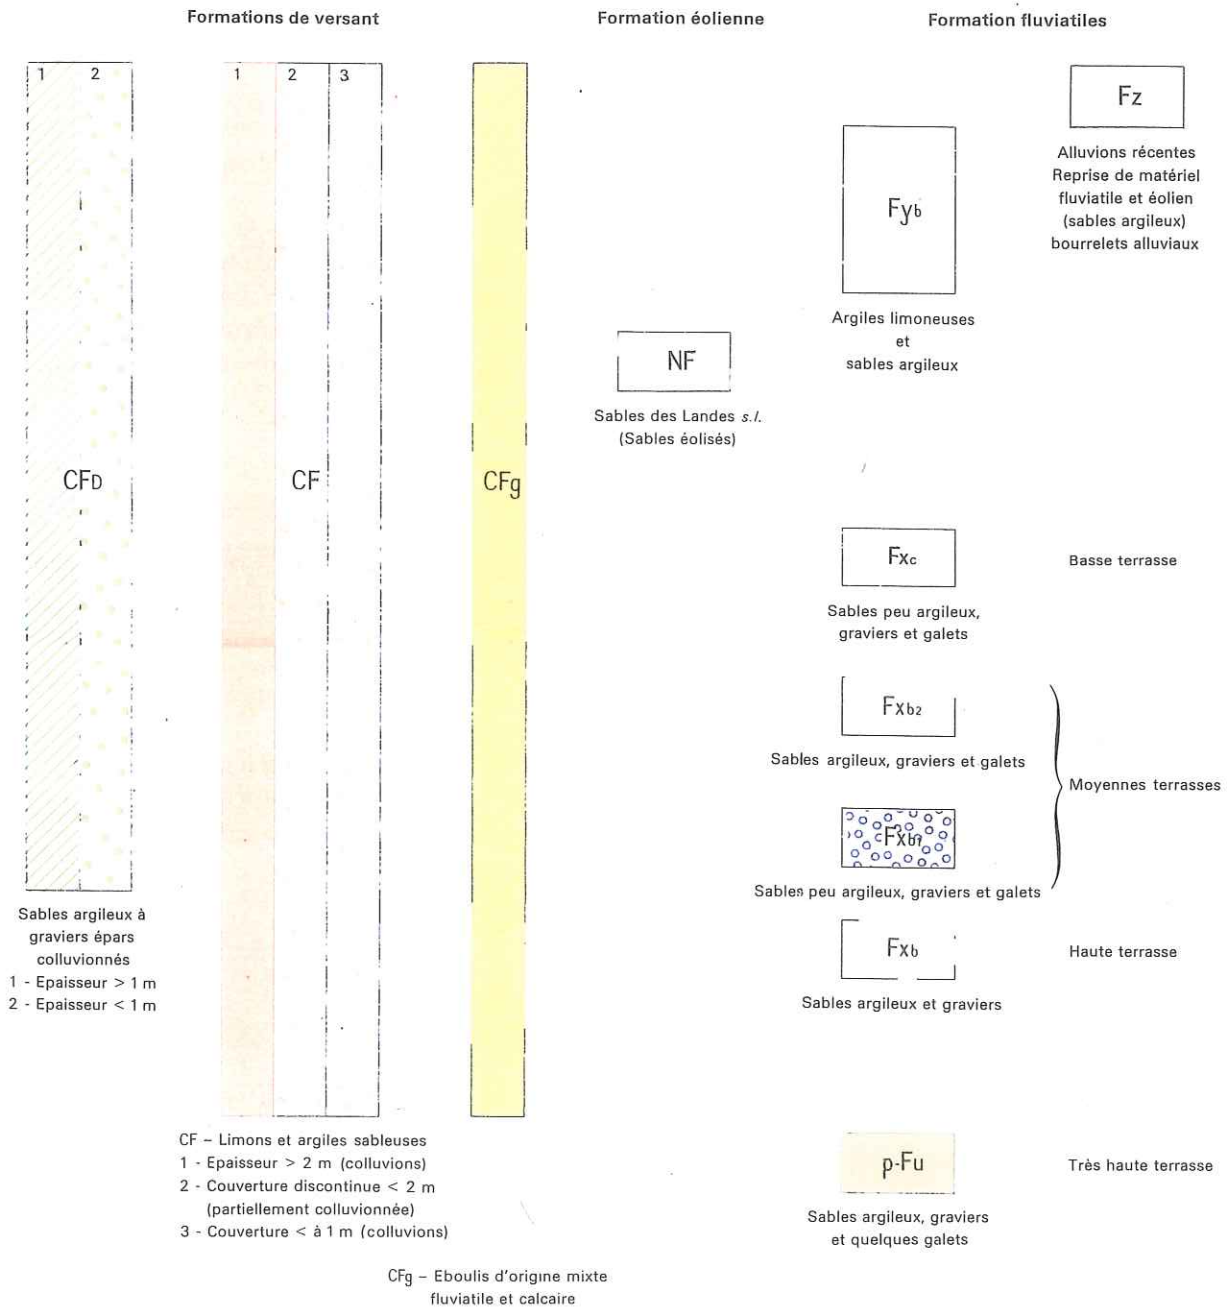 Formations de versant
Formation éolienne
Formation fluviatiles
1 2
1 2 3
CFD
CF
CFg
Sables argileux à
graviers épars
colluvionnés
1 - Epaisseur > 1 m
2 - Epaisseur < 1 m
CF – Limons et argiles sableuses
1 - Epaisseur > 2 m (colluvions)
2 - Couverture discontinue < 2 m
(partiellement colluvionnée)
3 - Couverture < à 1 m (colluvions)
CFg – Eboulis d'origine mixte
fluviatile et calcaire
NF
Sables des Landes s.l.
(Sables éolisés)
Fz
Alluvions récentes
Reprise de matériel
fluviatile et éolien
(sables argileux)
bourrelets alluviaux
Fyb
Argiles limoneuses
et
sables argileux
Fxc
Basse terrasse
Sables peu argileux,
graviers et galets
Fxb2
Sables argileux, graviers et galets
Moyennes terrasses
Fxb1
Sables peu argileux, graviers et galets
Fxb
Haute terrasse
Sables argileux et graviers
p-Fu
Très haute terrasse
Sables argileux, graviers
et quelques galets